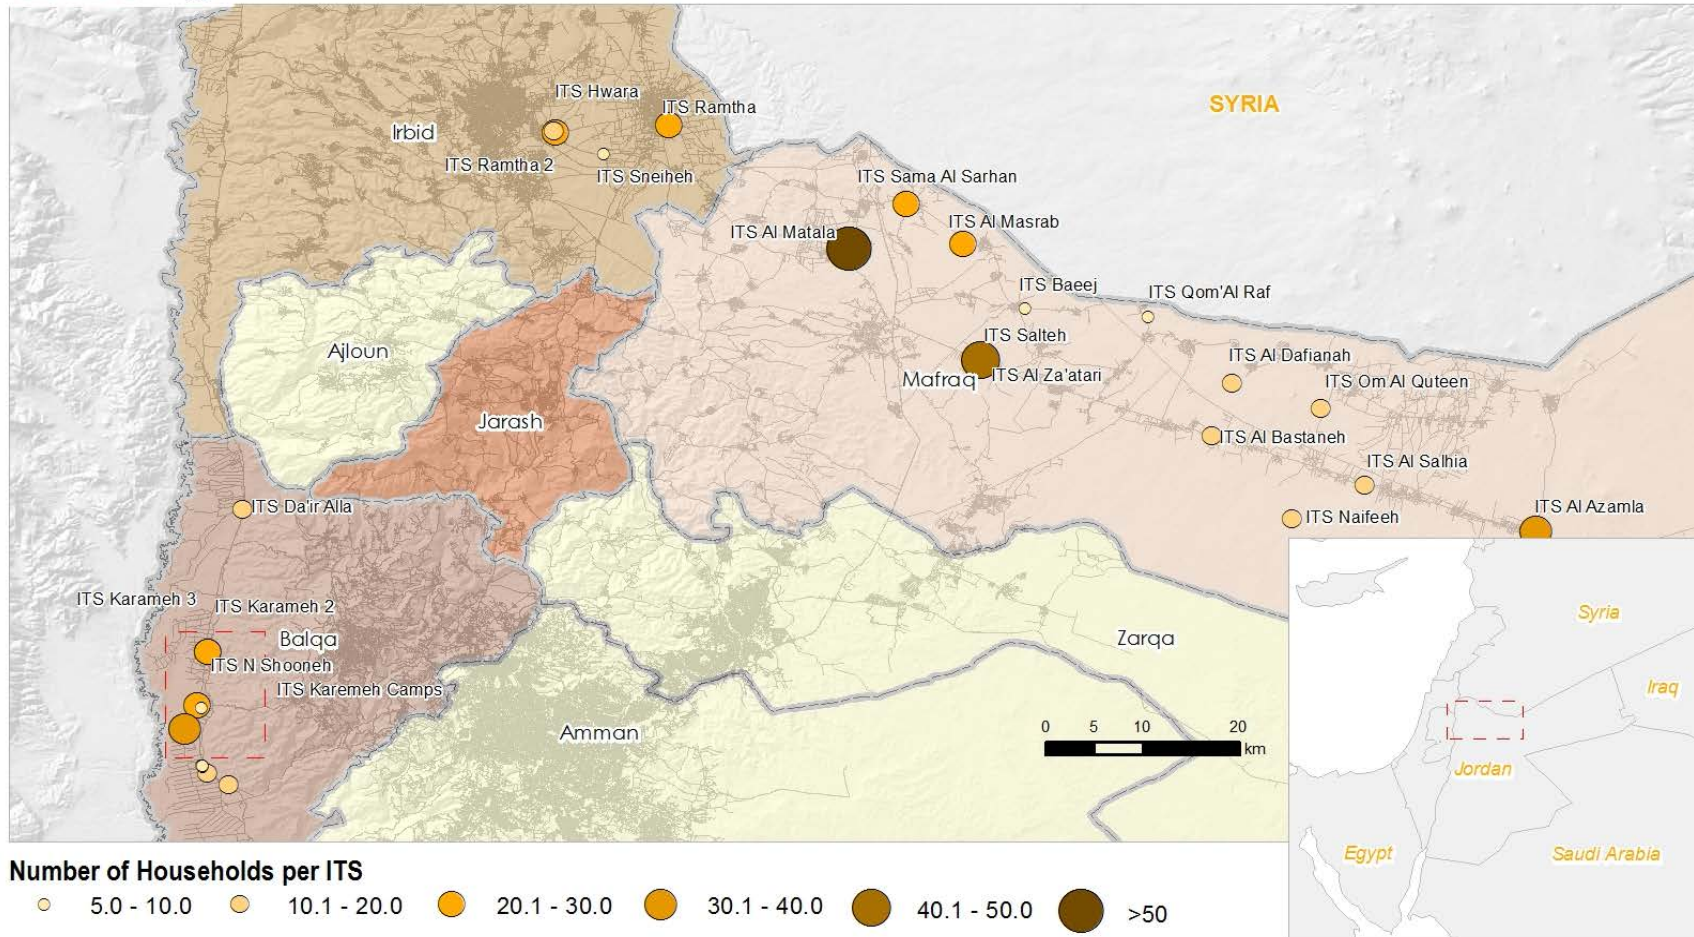 ITS Hwara
ITS Ramtha
SYRIA
Irbid
ITS Ramtha 2
ITS Sneiheh
ITS Sama Al Sarhan
ITS Al Masrab
ITS Al Matala
ITS Baeej
ITS Qom'Al Raf
ITS Salteh
Ajloun
ITS Al Dafianah
Mafraq
ITS Al Za'atari
ITS Om Al Quteen
Jarash
ITS Al Bastaneh
ITS Al Salhia
ITS Da'ir Alla
ITS Naifeeh
ITS Al Azamla
ITS Karameh 3
ITS Karameh 2
Balqa
Zarqa
ITS N Shooneh
ITS Karemeh Camps
Amman
0 5 10 20
km
Syria
Iraq
Jordan
Egypt
Saudi Arabia
Number of Households per ITS
5.0 - 10.0
10.1 - 20.0
20.1 - 30.0
30.1 - 40.0
40.1 - 50.0
>50